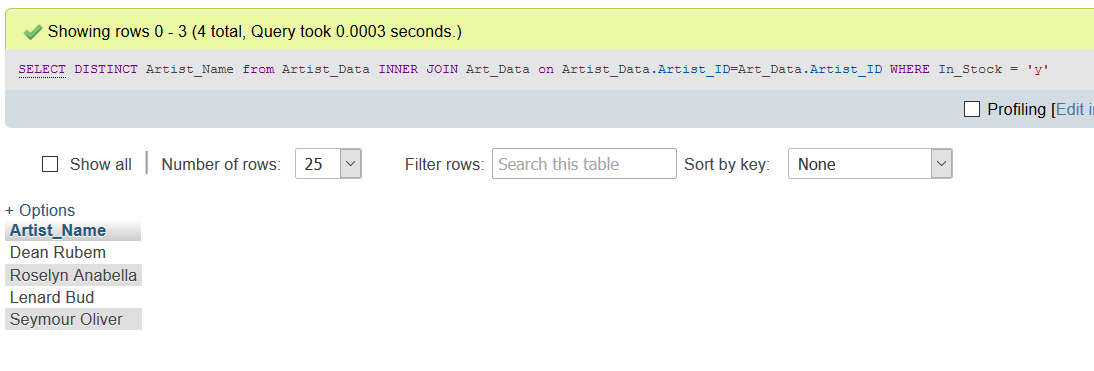 Showing rows 0 - 3 (4 total, Query took 0.0003 seconds.)
SELECT DISTINCT Artist_Name from Artist_Data INNER JOIN Art_Data on Artist_Data.Artist_ID=Art_Data.Artist_ID WHERE In_Stock = 'y'
Profiling [Edit
Show all | Number of rows: 25 Filter rows: Search this table Sort by key: None
+ Options
Artist_Name
Dean Rubem
Roselyn Anabella
Lenard Bud
Seymour Oliver